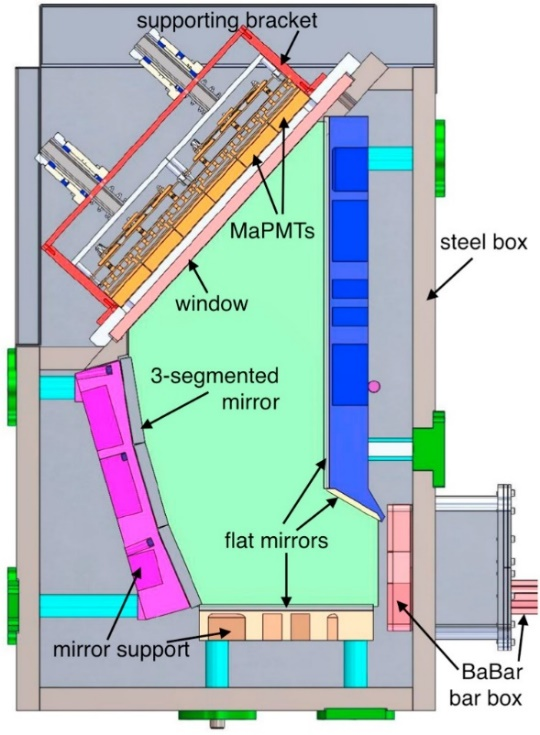 supporting bracket
MaPMTs
steel box
window
3-segmented
mirror
flat mirrors
mirror support
BaBar
bar box